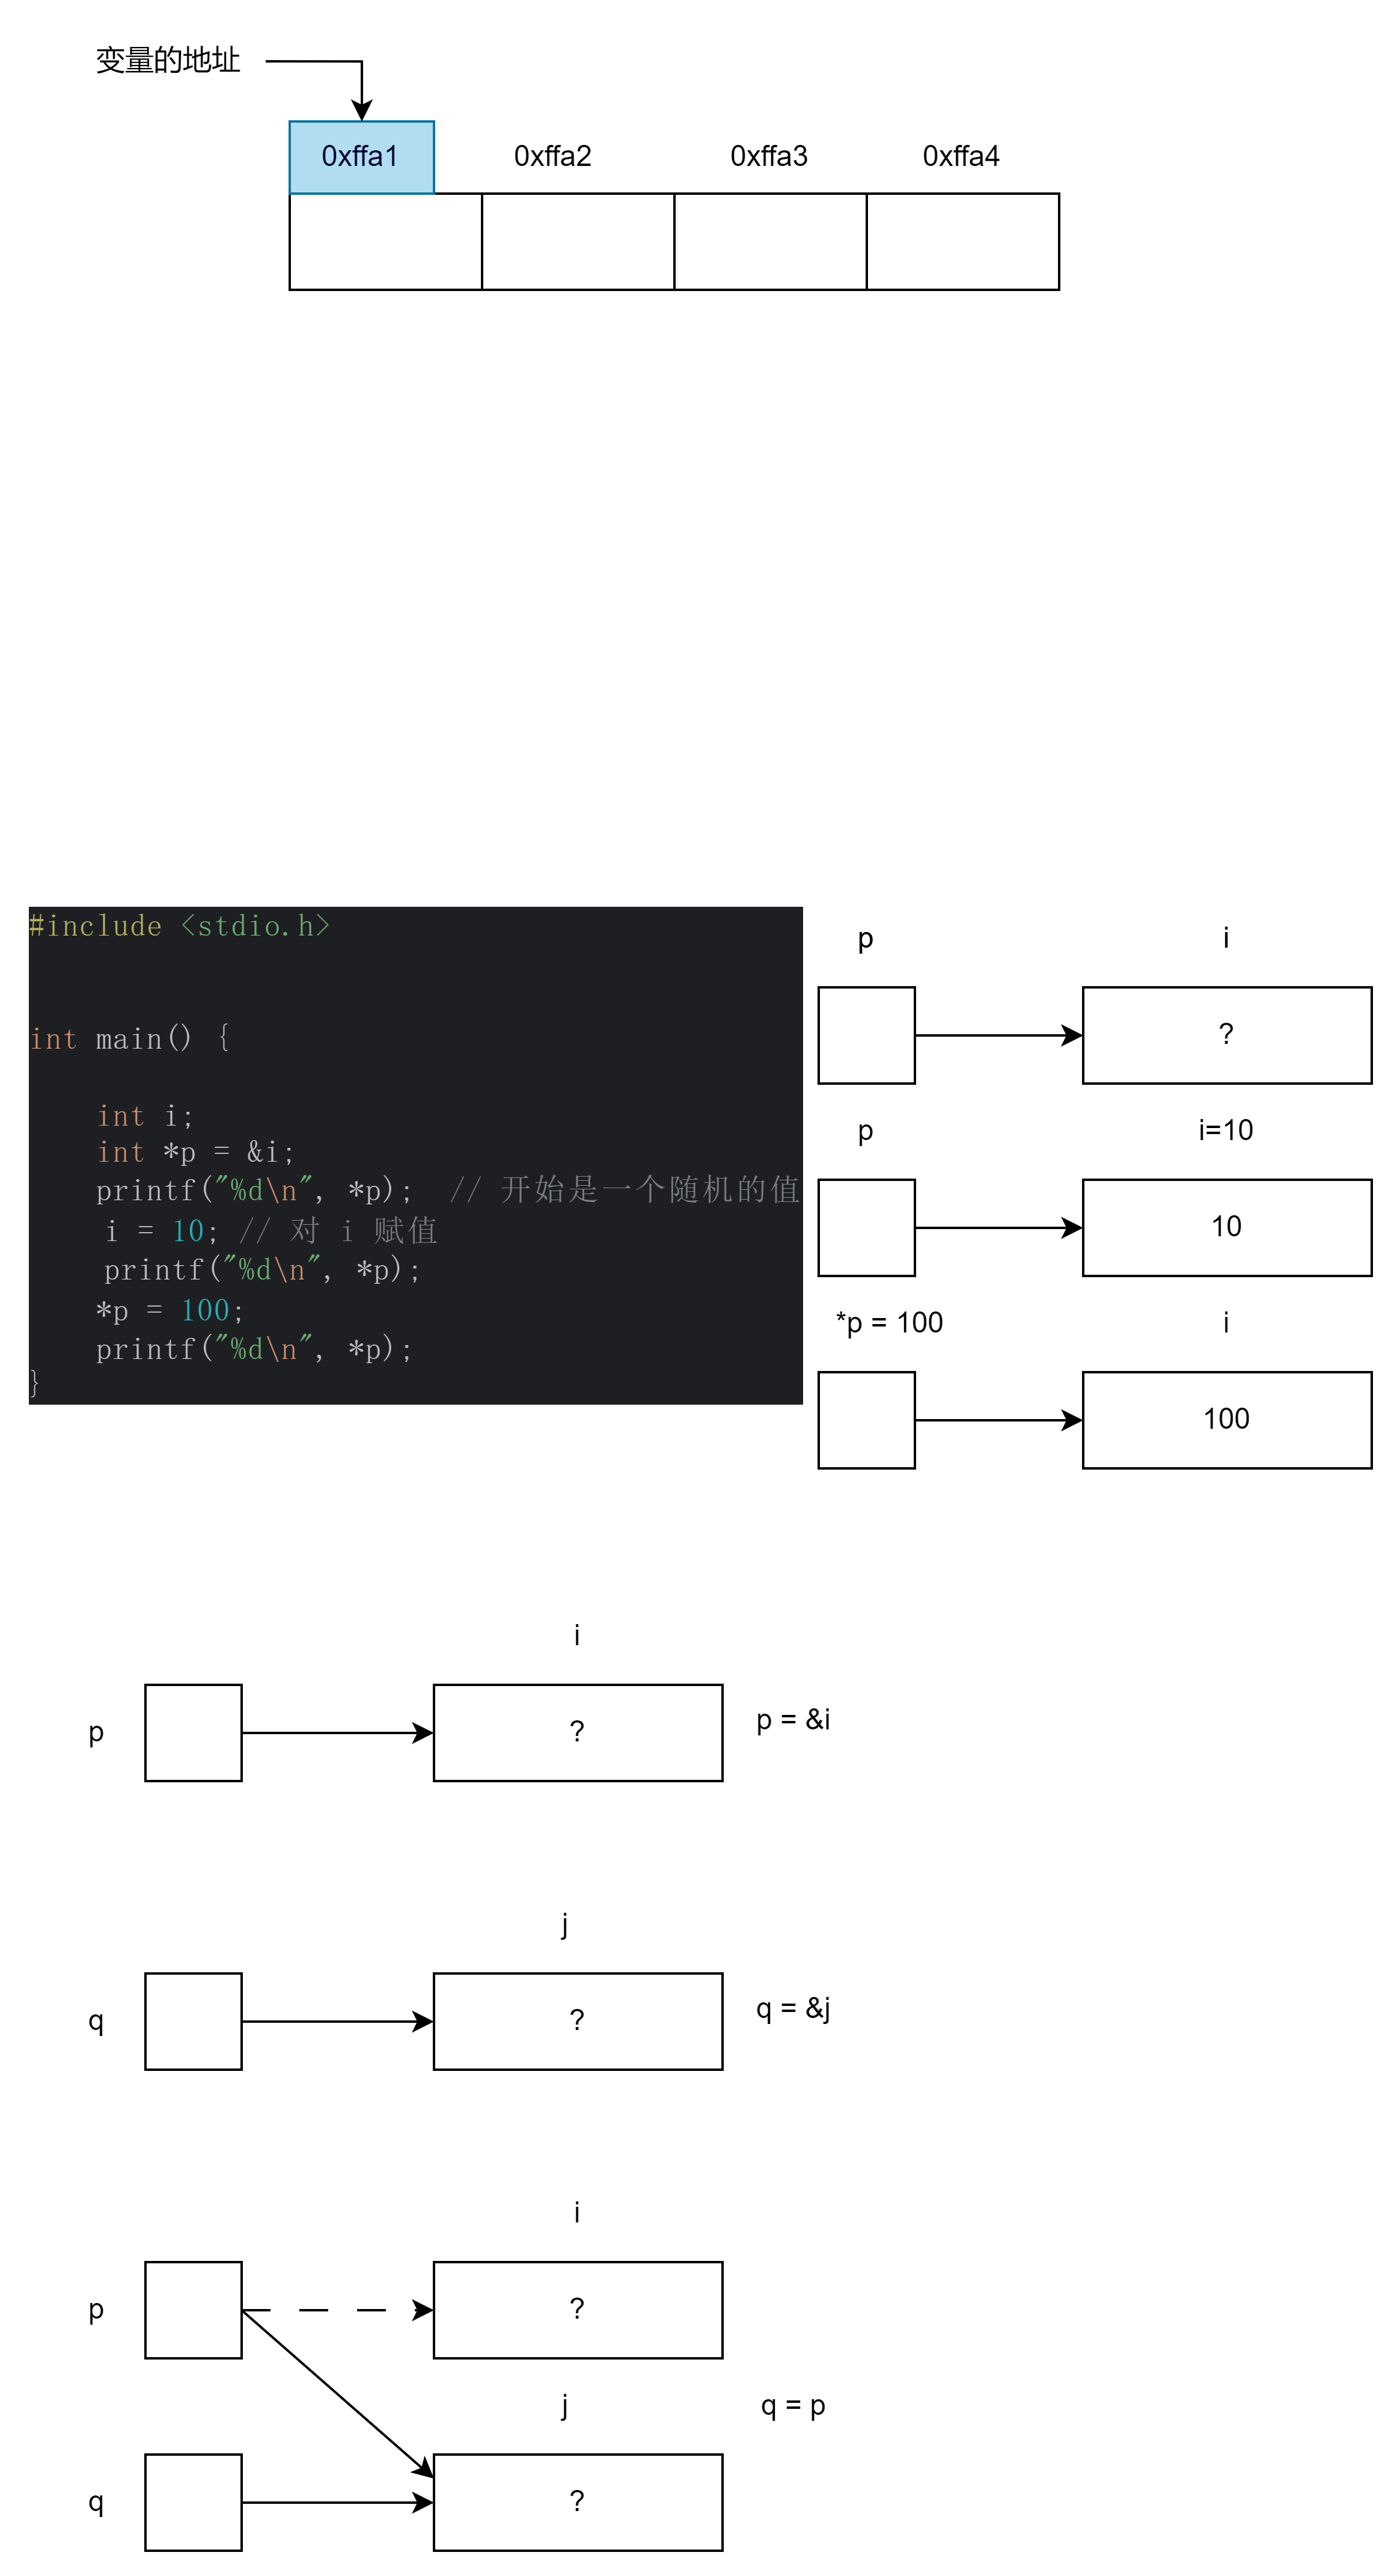 变量的地址
0xffa1 0xffa2 0xffa3 0xffa4
#include <stdio.h>
int main() {
int i;
int *p = &i;
printf("%d\n", *p);  // 开始是一个随机的值
i = 10; // 对 i 赋值
printf("%d\n", *p);
*p = 100;
printf("%d\n", *p);
}
p i
?
p i=10
10
*p = 100 i
100
i
p ? p = &i
j
q ? q = &j
i
p ?
j q = p
q ?